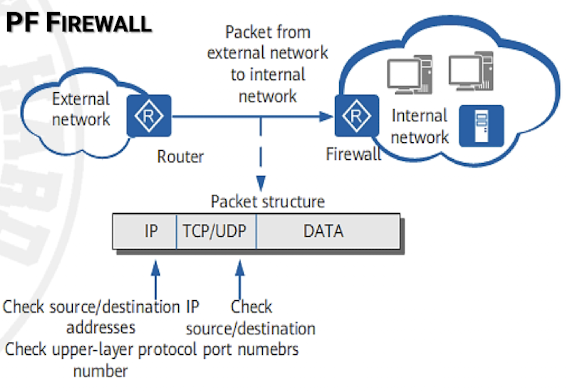 PF FIREWALL
Packet from
external network
to internal
network
External
network
R
Router
R
Firewall
Internal
network
Packet structure
IP TCP/UDP DATA
Check source/destination IP
addresses
Check upper-layer protocol
number
Check
source/destination
port numebrs
HARD